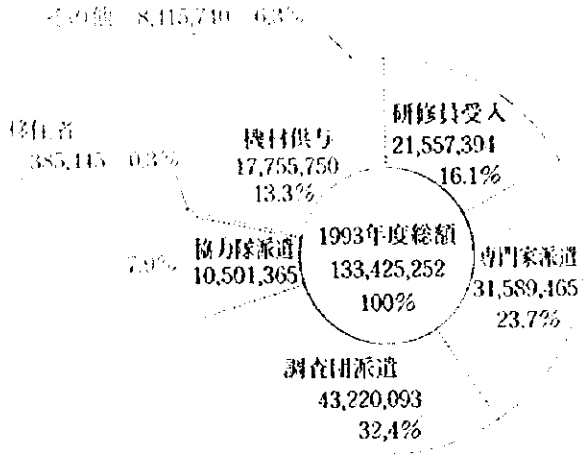 その他 8,415,740 6.3%
研修員受入
21,557,394
16.1%
移住者
385,445 0.3%
機材供与
17,755,750
13.3%
協力隊派遣
7.9% 10,501,365
1993年度総額
133,425,252
100%
専門家派遣
31,589,465
23.7%
調査団派遣
43,220,093
32.4%